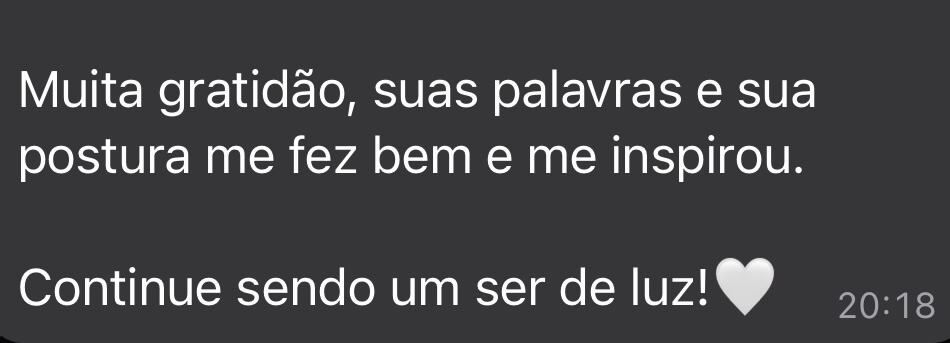 Muita gratidão, suas palavras e sua
postura me fez bem e me inspirou.
Continue sendo um ser de luz!🤍
20:18